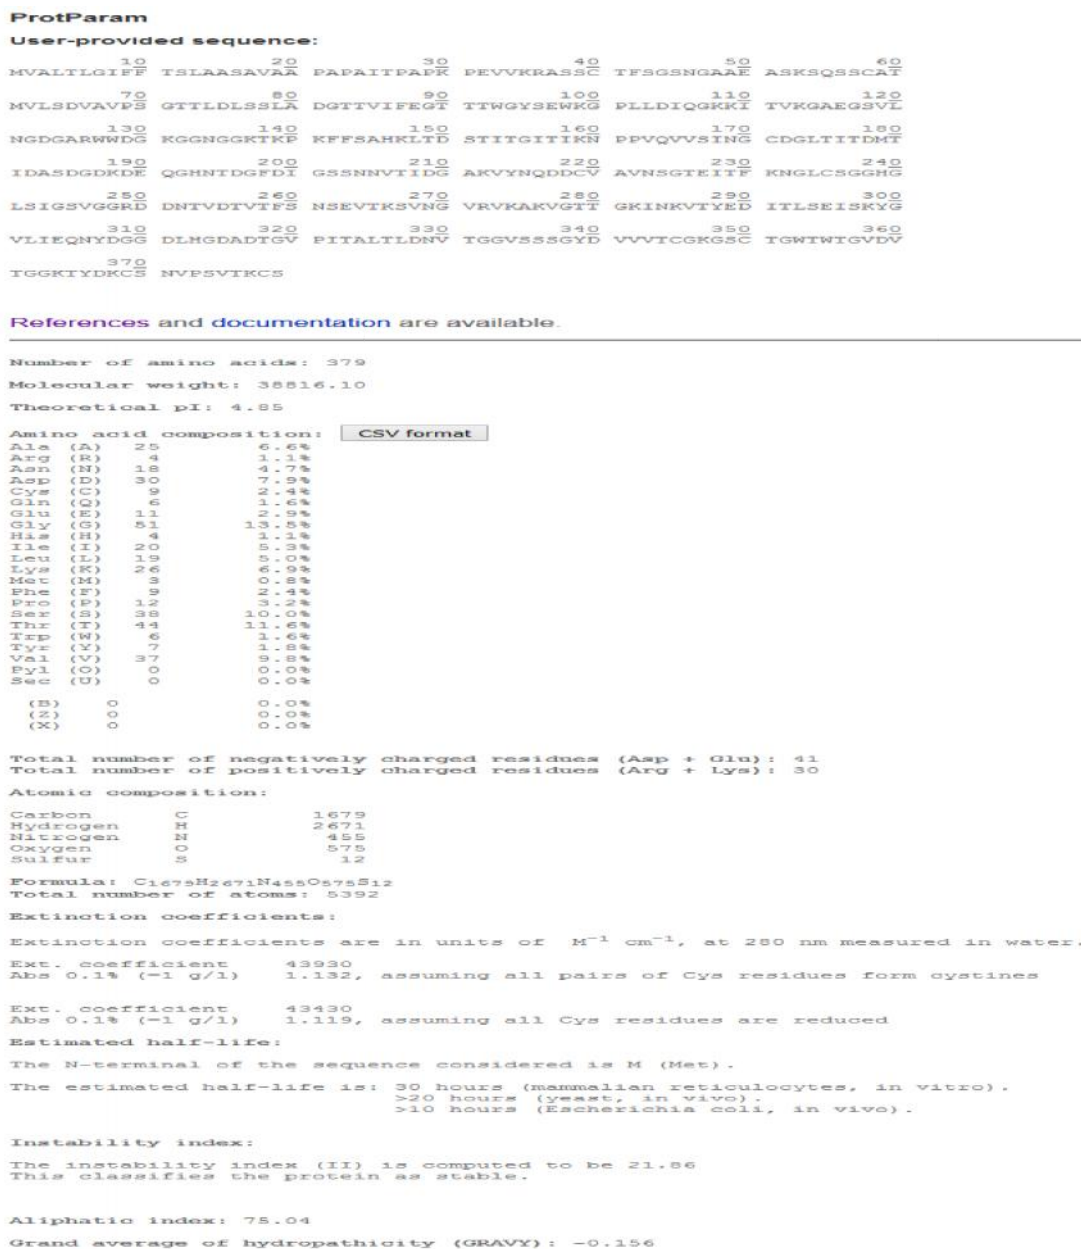 ProtParam
User-provided sequence:
10 20 30 40 50 60
MVALTLGIFF TSLAASAVAA PAPAITPAPK PEVVKRASSC TFSGSNGAAE ASKSQSSCAT
70 80 90 100 110 120
MVLSDVAVPS GTTLDLSSLA DGTTVIFEGT TTWGYSEWKG PLLDIQGKKI TVKGAEGSVL
130 140 150 160 170 180
NGDGARWWDG KGGNGGKTKP KFFSAHKLTD STITGITIKN PPVQVVSING CDGLTITDMT
190 200 210 220 230 240
IDASDGDKDE QGHNTDGFDI GSSNNVTIDG AKVYNQDDCV AVNSGTEITF KNGLCSGGHG
250 260 270 280 290 300
LSIGSVGGRD DNTVDTVTFS NSEVTKSVNG VRVKAKVGTT GKINKVTYED ITLSEISKYG
310 320 330 340 350 360
VLIEQNYDGG DLHGDADTGV PITALTLDNV TGGVSSSGYD VVVTCGKGSC TGWTWTGVDV
370
TGGKTYDKCS NVPSVTKCS
References and documentation are available.
Number of amino acids: 379
Molecular weight: 38816.10
Theoretical pI: 4.85
Amino acid composition: CSV format
Ala (A) 25 6.6%
Arg (R) 4 1.1%
Asn (N) 18 4.7%
Asp (D) 30 7.9%
Cys (C) 9 2.4%
Gln (Q) 6 1.6%
Glu (E) 11 2.9%
Gly (G) 51 13.5%
His (H) 4 1.1%
Ile (I) 20 5.3%
Leu (L) 19 5.0%
Lys (K) 26 6.9%
Met (M) 3 0.8%
Phe (F) 9 2.4%
Pro (P) 12 3.2%
Ser (S) 38 10.0%
Thr (T) 44 11.6%
Trp (W) 6 1.6%
Tyr (Y) 7 1.8%
Val (V) 37 9.8%
Pyl (O) 0 0.0%
Sec (U) 0 0.0%
(B) 0 0.0%
(Z) 0 0.0%
(X) 0 0.0%
Total number of negatively charged residues (Asp + Glu): 41
Total number of positively charged residues (Arg + Lys): 30
Atomic composition:
Carbon C 1679
Hydrogen H 2671
Nitrogen N 455
Oxygen O 575
Sulfur S 12
Formula: C1679H2671N455O575S12
Total number of atoms: 5392
Extinction coefficients:
Extinction coefficients are in units of M-1 cm-1, at 280 nm measured in water.
Ext. coefficient 43930
Abs 0.1% (=1 g/l) 1.132, assuming all pairs of Cys residues form cystines
Ext. coefficient 43430
Abs 0.1% (=1 g/l) 1.119, assuming all Cys residues are reduced
Estimated half-life:
The N-terminal of the sequence considered is M (Met).
The estimated half-life is: 30 hours (mammalian reticulocytes, in vitro).
>20 hours (yeast, in vivo).
>10 hours (Escherichia coli, in vivo).
Instability index:
The instability index (II) is computed to be 21.86
This classifies the protein as stable.
Aliphatic index: 75.04
Grand average of hydropathicity (GRAVY): -0.156